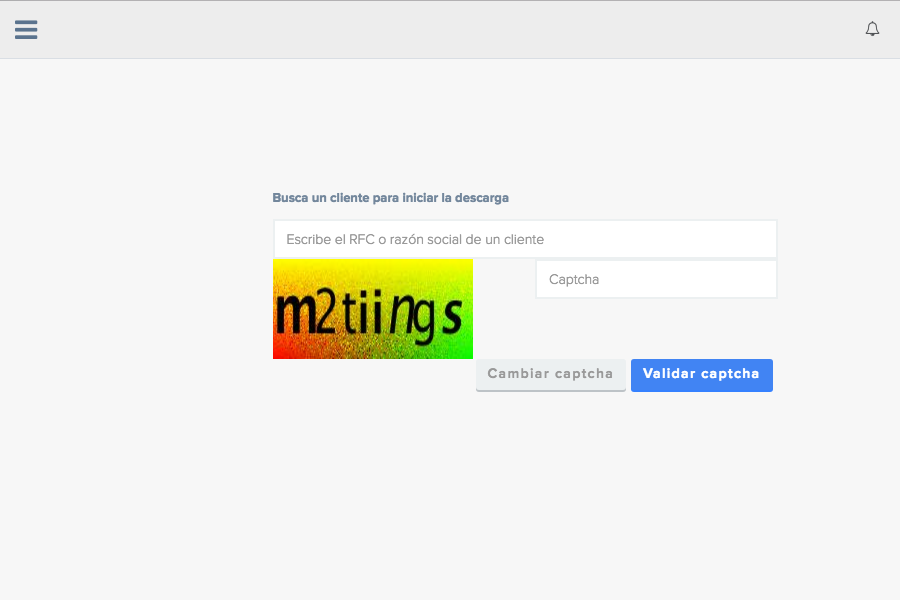 Busca un cliente para iniciar la descarga
Escribe el RFC o razón social de un cliente
m2tiings
Captcha
Cambiar captcha
Validar captcha